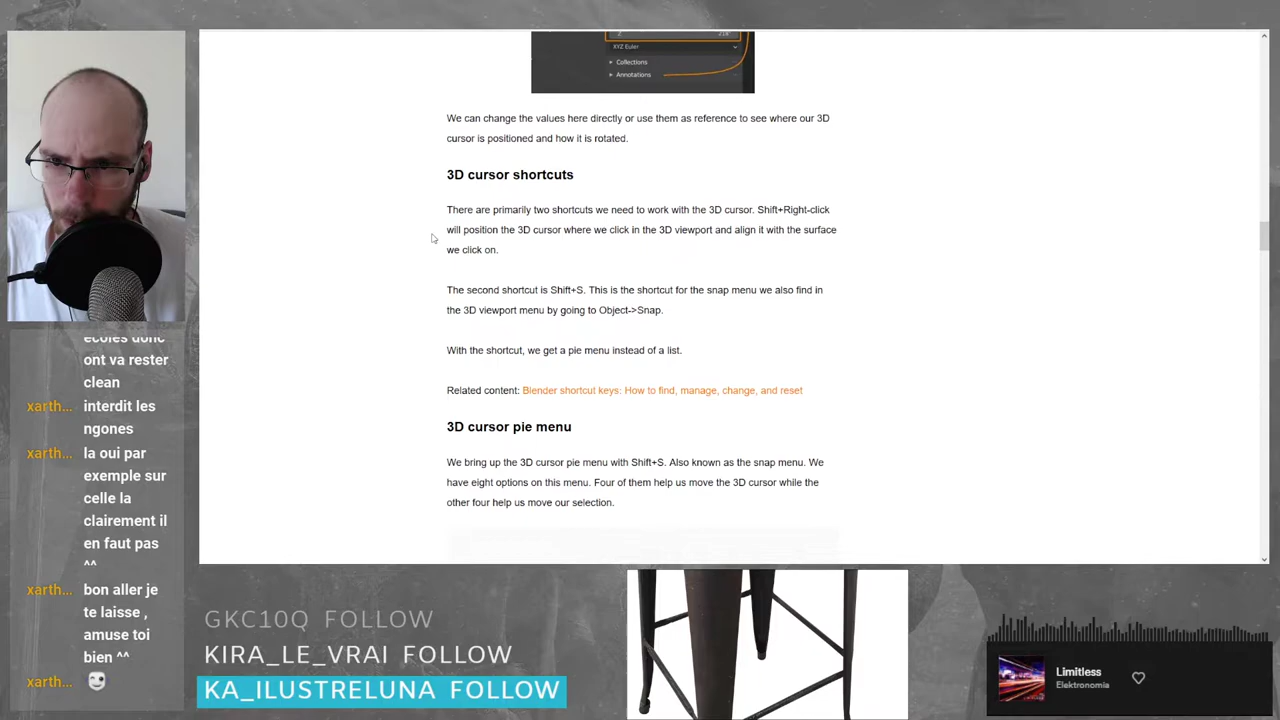 XYZ Euler
Collections
Annotations
We can change the values here directly or use them as reference to see where our 3D
cursor is positioned and how it is rotated.
3D cursor shortcuts
There are primarily two shortcuts we need to work with the 3D cursor. Shift+Right-click
will position the 3D cursor where we click in the 3D viewport and align it with the surface
we click on.
The second shortcut is Shift+S. This is the shortcut for the snap menu we also find in
the 3D viewport menu by going to Object->Snap.
With the shortcut, we get a pie menu instead of a list.
Related content: Blender shortcut keys: How to find, manage, change, and reset
3D cursor pie menu
We bring up the 3D cursor pie menu with Shift+S. Also known as the snap menu. We
have eight options on this menu. Four of them help us move the 3D cursor while the
other four help us move our selection.
ecoles donc
ont va rester
clean
xarth... interdit les
ngones
xarth... la oui par
exemple sur
celle la
clairement il
en faut pas
^^
xarth... bon aller je
te laisse ,
amuse toi
bien ^^
xarth...
GKC10Q FOLLOW
KIRA_LE_VRAI FOLLOW
KA_ILUSTRELUNA FOLLOW
Limitless
Elektronomia